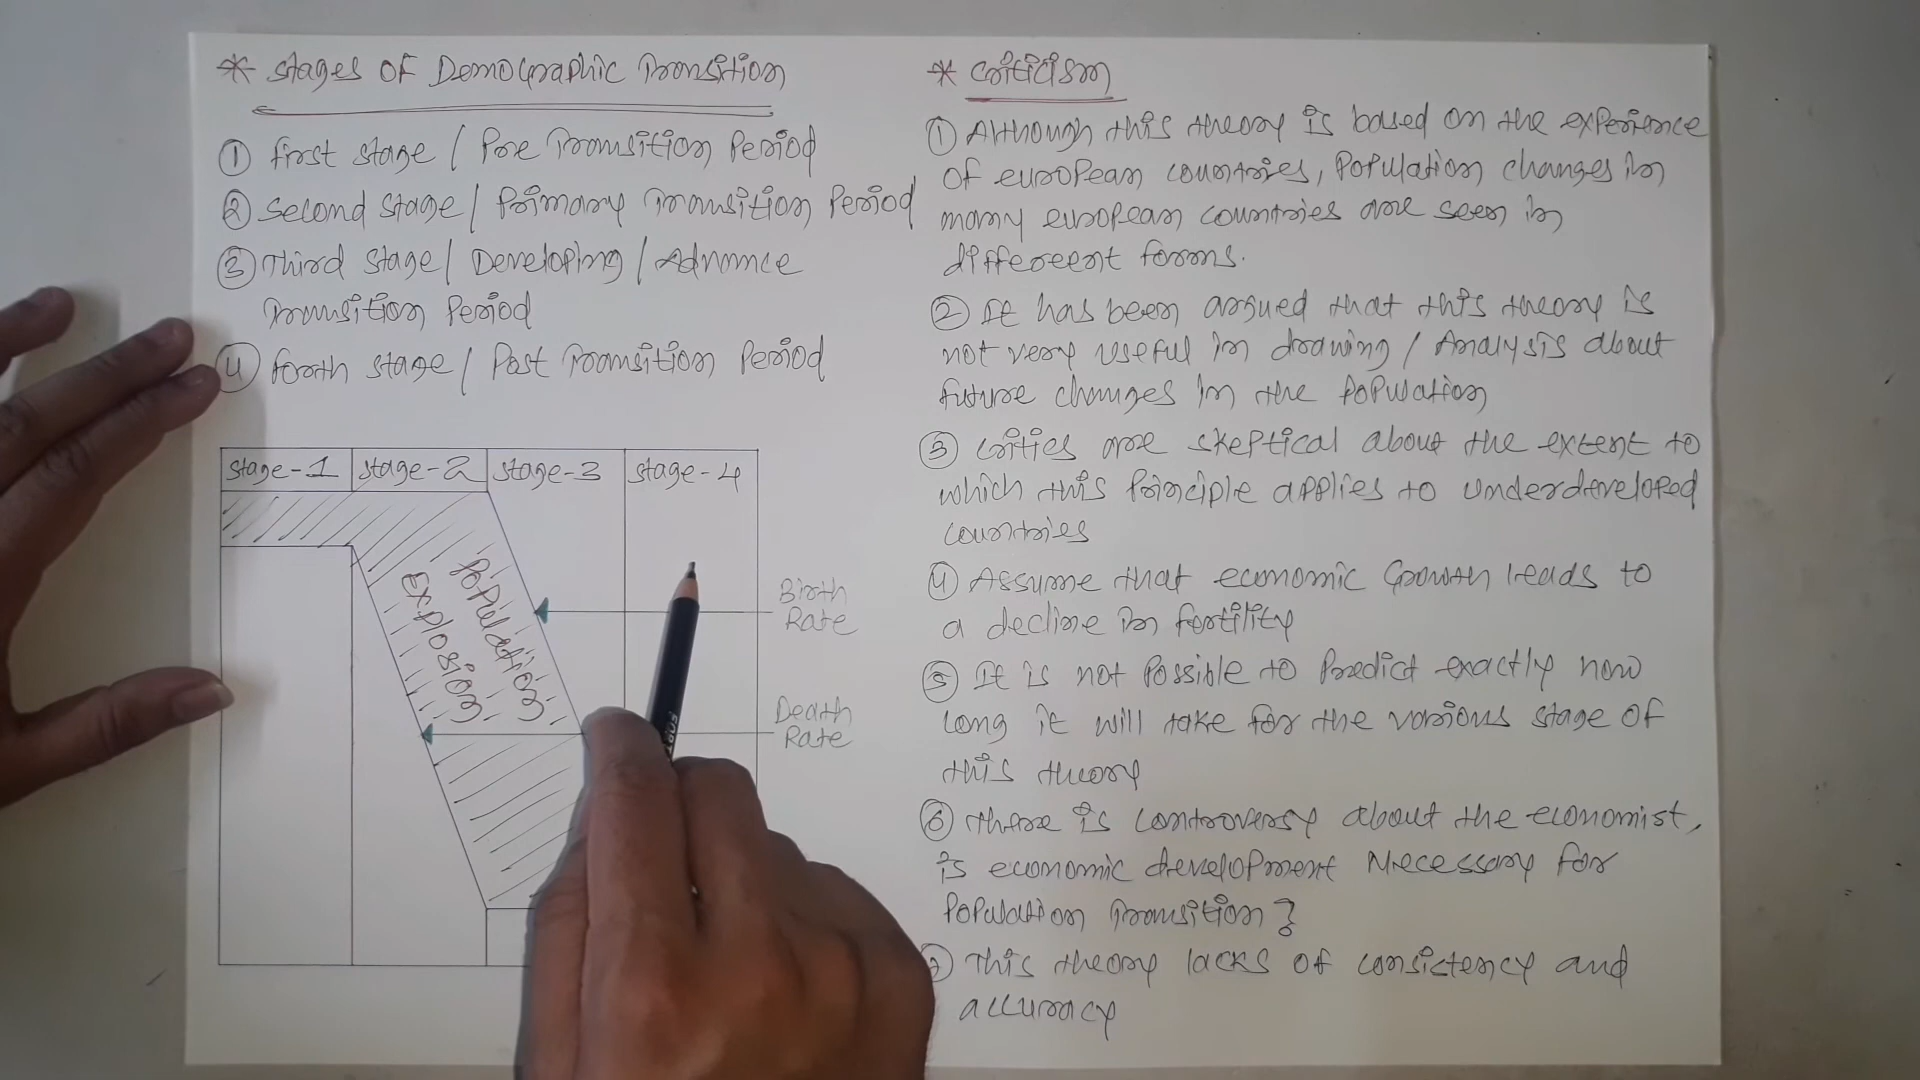 * Stages of Demographic Transition
① first stage / Pre Transition Period
② Second stage / Primary Transition Period
③ Third stage / Developing / Advance
Transition Period
④ forth stage / Post Transition Period
stage-1 stage-2 stage-3 stage-4
Population
Explosion
Birth
Rate
Death
Rate
* Criticism
① Although this theory is based on the experience
of european countries, Population changes in
many european countries are seen in
differeent forms.
② It has been argued that this theory is
not very useful in drawing / Analysis about
future changes in the Population
③ Critics are skeptical about the extent to
which this Principle applies to underdeveloped
countries
④ Assume that economic Growth leads to
a decline in fertility
⑤ It is not Possible to Predict exactly how
long it will take for the various stage of
this theory
⑥ there is controversy about the economist,
is economic development Necessary for
Population Transition?
This theory lacks of consistency and
accuracy